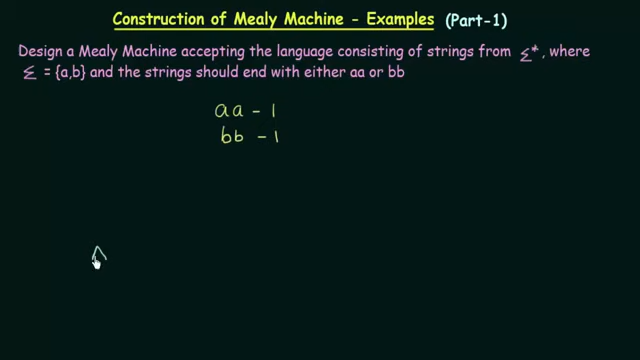 Construction of Mealy Machine - Examples (Part-1)
Design a Mealy Machine accepting the language consisting of strings from Σ*, where
Σ = {a,b} and the strings should end with either aa or bb
aa - 1
bb - 1